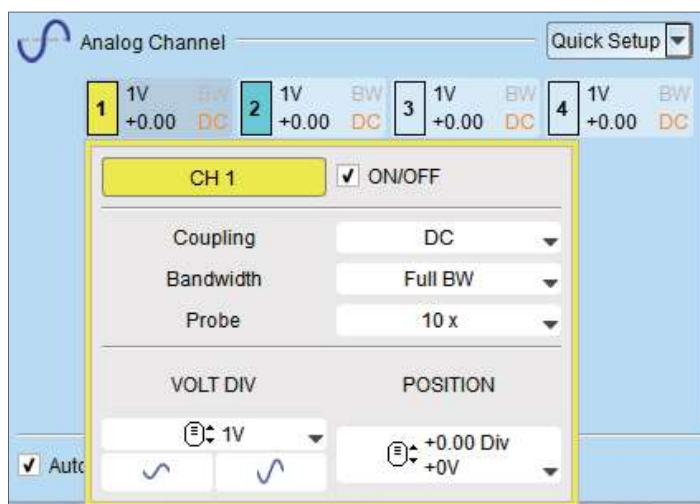 Analog Channel Quick Setup
1 1V BW 2 1V BW 3 1V BW 4 1V BW
+0.00 DC +0.00 DC +0.00 DC +0.00 DC
CH 1 ON/OFF
Coupling DC
Bandwidth Full BW
Probe 10 x
VOLT DIV POSITION
1V +0.00 Div
+0V